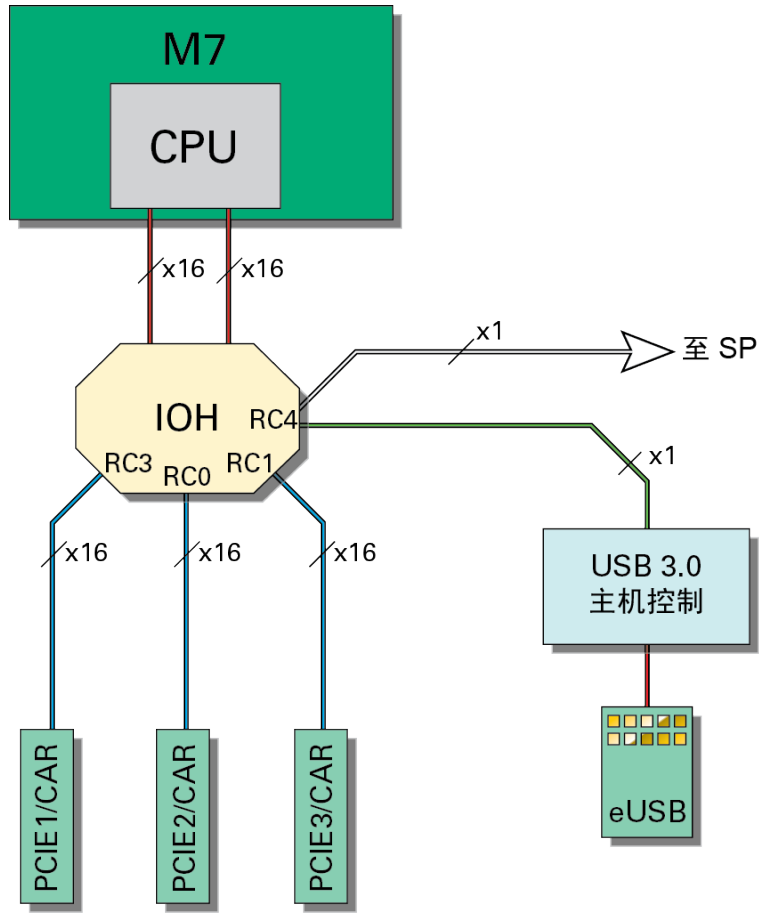 M7
CPU
x16
x16
x1
至 SP
IOH
RC4
RC3
RC0
RC1
x1
x16
x16
x16
USB 3.0
主机控制
PCIE1/CAR
PCIE2/CAR
PCIE3/CAR
eUSB